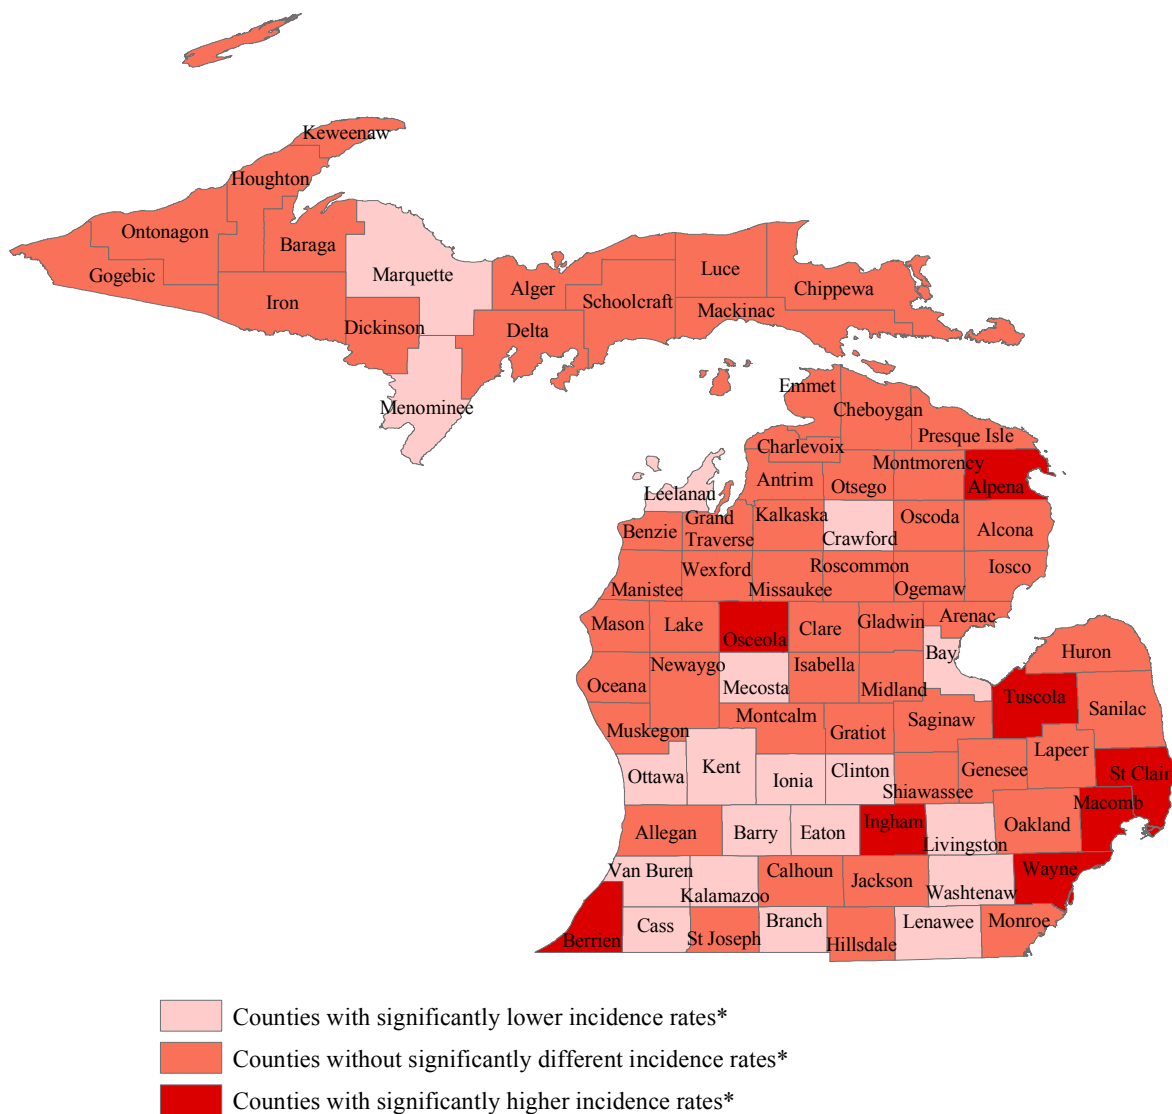 Keweenaw
Houghton
Ontonagon
Baraga
Gogebic
Marquette
Iron
Alger
Luce
Chippewa
Schoolcraft
Mackinac
Dickinson
Delta
Menominee
Emmet
Cheboygan
Presque Isle
Charlevoix
Montmorency
Antrim
Otsego
Alpena
Leelanau
Grand
Traverse
Kalkaska
Crawford
Oscoda
Alcona
Benzie
Wexford
Roscommon
Iosco
Manistee
Missaukee
Ogemaw
Mason
Lake
Osceola
Clare
Gladwin
Arenac
Newaygo
Isabella
Bay
Huron
Oceana
Mecosta
Midland
Tuscola
Sanilac
Muskegon
Montcalm
Gratiot
Saginaw
Lapeer
Ottawa
Kent
Ionia
Clinton
Shiawassee
Genesee
St Clair
Macomb
Allegan
Barry
Eaton
Ingham
Livingston
Oakland
Van Buren
Kalamazoo
Calhoun
Jackson
Washtenaw
Wayne
Berrien
Cass
St Joseph
Branch
Hillsdale
Lenawee
Monroe
Counties with significantly lower incidence rates*
Counties without significantly different incidence rates*
Counties with significantly higher incidence rates*